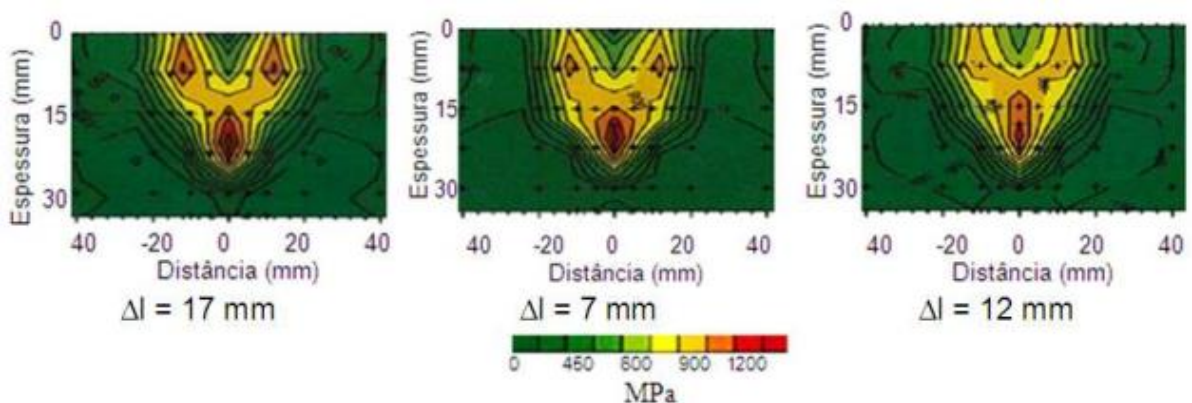 Espessura (mm)
0
15
30
40 -20 0 20 40
Distância (mm)
Δl = 17 mm
Espessura (mm)
0
15
30
40 -20 0 20 40
Distância (mm)
Δl = 7 mm
Espessura (mm)
0
15
30
40 -20 0 20 40
Distância (mm)
Δl = 12 mm
0 450 600 900 1200
MPa